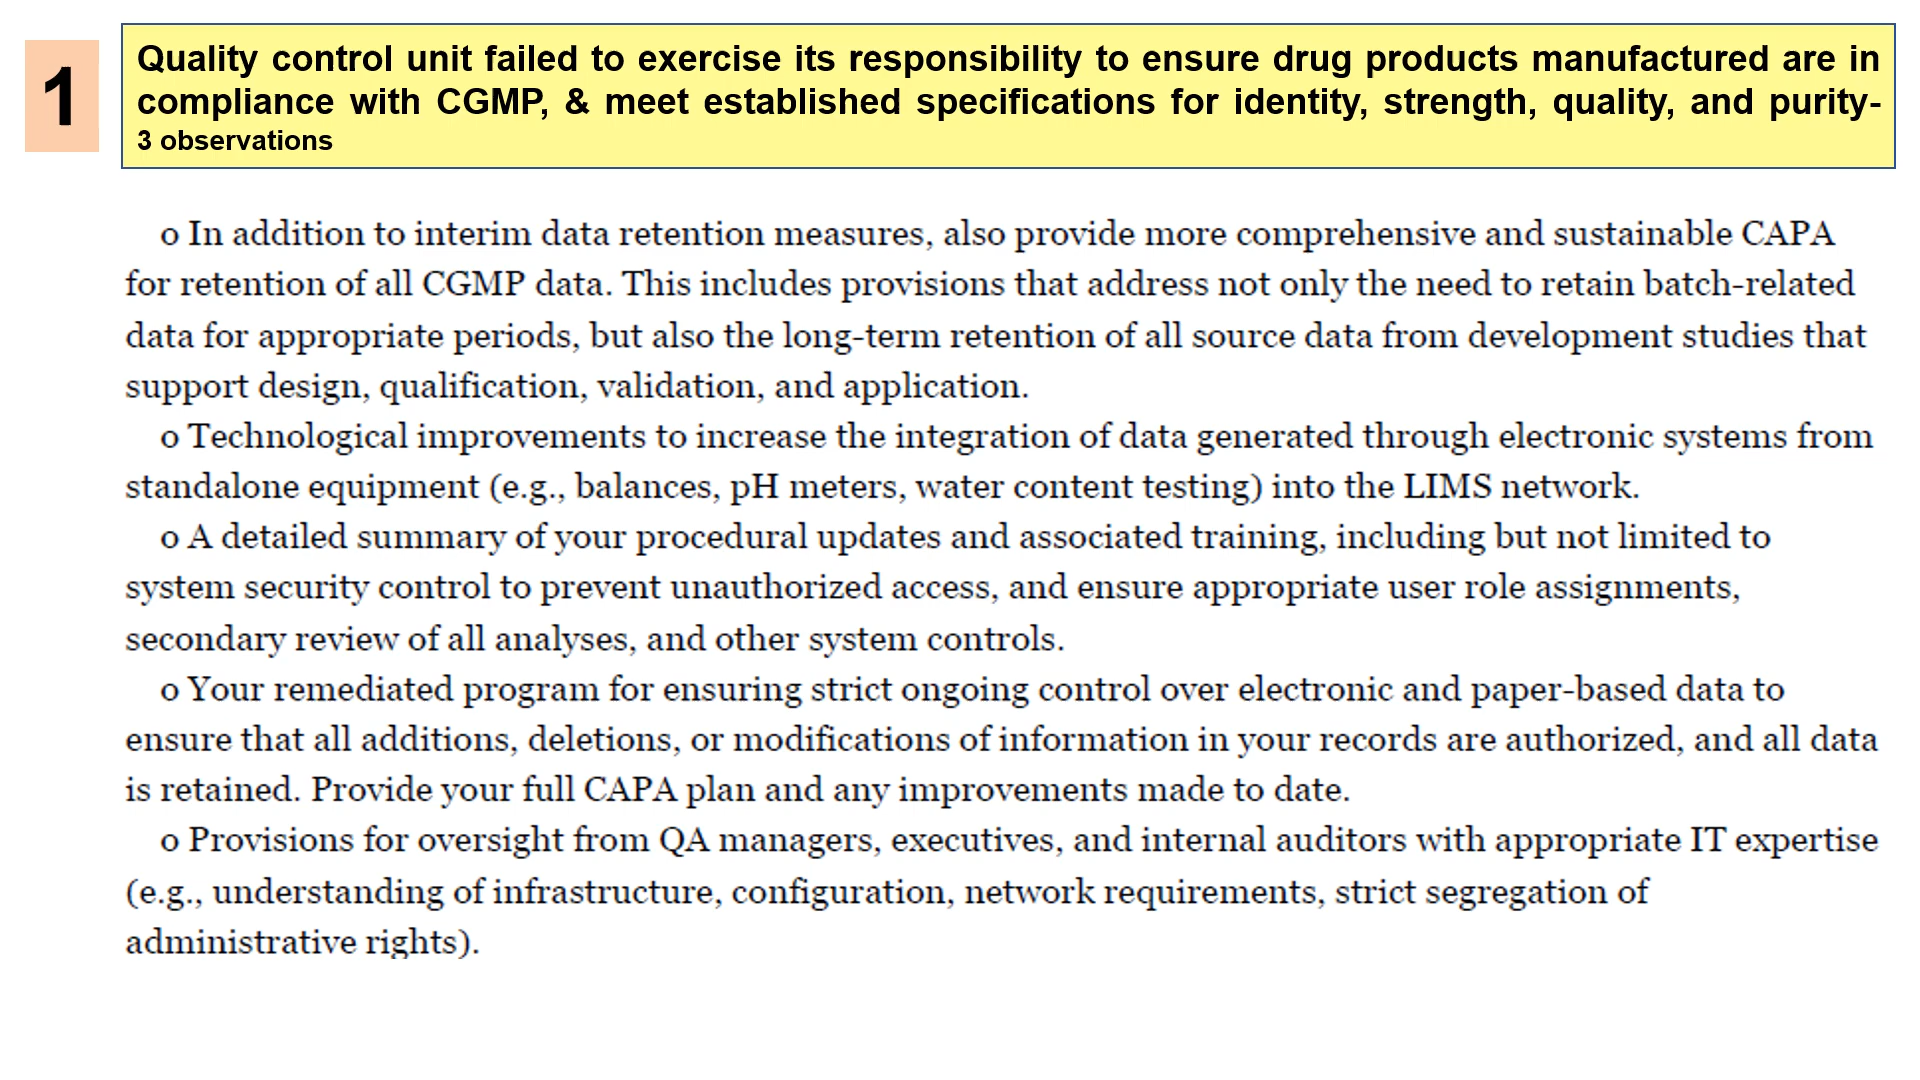 1
Quality control unit failed to exercise its responsibility to ensure drug products manufactured are in
compliance with CGMP, & meet established specifications for identity, strength, quality, and purity-
3 observations
o In addition to interim data retention measures, also provide more comprehensive and sustainable CAPA
for retention of all CGMP data. This includes provisions that address not only the need to retain batch-related
data for appropriate periods, but also the long-term retention of all source data from development studies that
support design, qualification, validation, and application.
o Technological improvements to increase the integration of data generated through electronic systems from
standalone equipment (e.g., balances, pH meters, water content testing) into the LIMS network.
o A detailed summary of your procedural updates and associated training, including but not limited to
system security control to prevent unauthorized access, and ensure appropriate user role assignments,
secondary review of all analyses, and other system controls.
o Your remediated program for ensuring strict ongoing control over electronic and paper-based data to
ensure that all additions, deletions, or modifications of information in your records are authorized, and all data
is retained. Provide your full CAPA plan and any improvements made to date.
o Provisions for oversight from QA managers, executives, and internal auditors with appropriate IT expertise
(e.g., understanding of infrastructure, configuration, network requirements, strict segregation of
administrative rights).